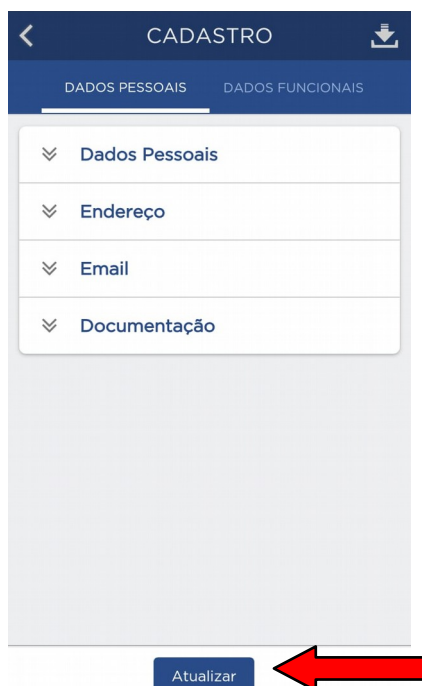 CADASTRO
DADOS PESSOAIS DADOS FUNCIONAIS
Dados Pessoais
Endereço
Email
Documentação
Atualizar